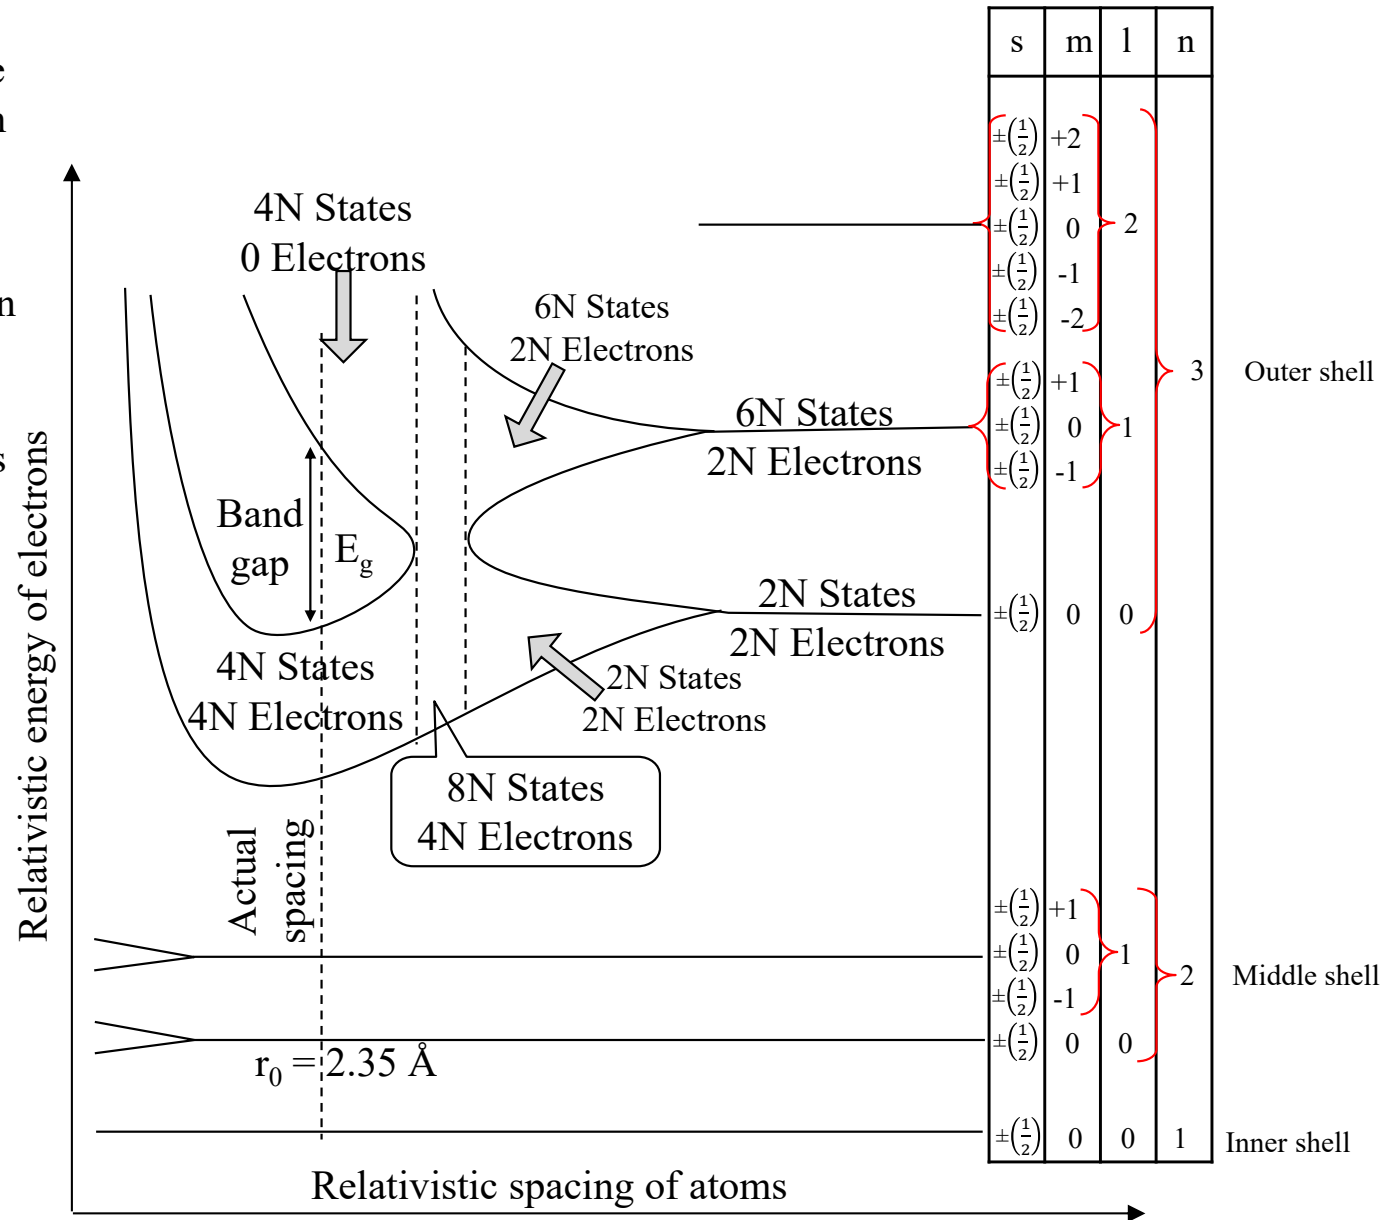 e
n
n
s
s m l n
±(1/2) +2
±(1/2) +1
±(1/2) 0 2
±(1/2) -1
±(1/2) -2
±(1/2) +1
±(1/2) 0 1
±(1/2) -1
3 Outer shell
±(1/2) 0 0
±(1/2) +1
±(1/2) 0 1
±(1/2) -1
2 Middle shell
±(1/2) 0 0
±(1/2) 0 0 1 Inner shell
4N States
0 Electrons
6N States
2N Electrons
6N States
2N Electrons
Band
gap
E_g
2N States
2N Electrons
4N States
4N Electrons
2N States
2N Electrons
8N States
4N Electrons
Actual
spacing
r_0 = 2.35 Å
Relativistic energy of electrons
Relativistic spacing of atoms